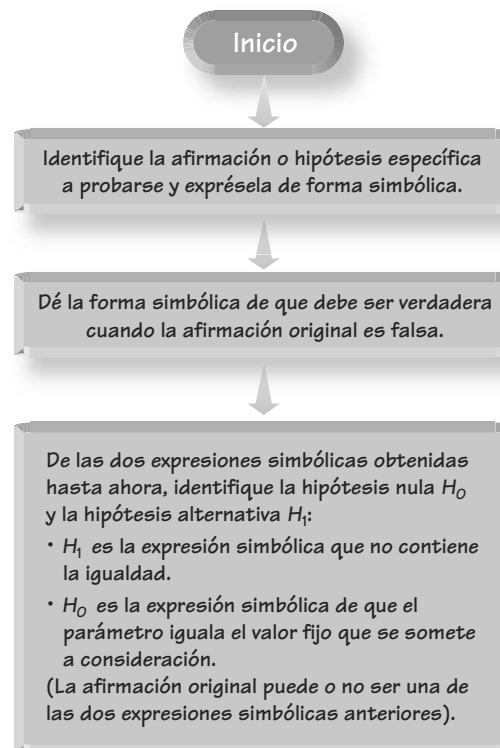 Inicio
Identifique la afirmación o hipótesis específica
a probarse y exprésela de forma simbólica.
Dé la forma simbólica de que debe ser verdadera
cuando la afirmación original es falsa.
De las dos expresiones simbólicas obtenidas
hasta ahora, identifique la hipótesis nula H₀
y la hipótesis alternativa H₁:
· H₁ es la expresión simbólica que no contiene
la igualdad.
· H₀ es la expresión simbólica de que el
parámetro iguala el valor fijo que se somete
a consideración.
(La afirmación original puede o no ser una de
las dos expresiones simbólicas anteriores).